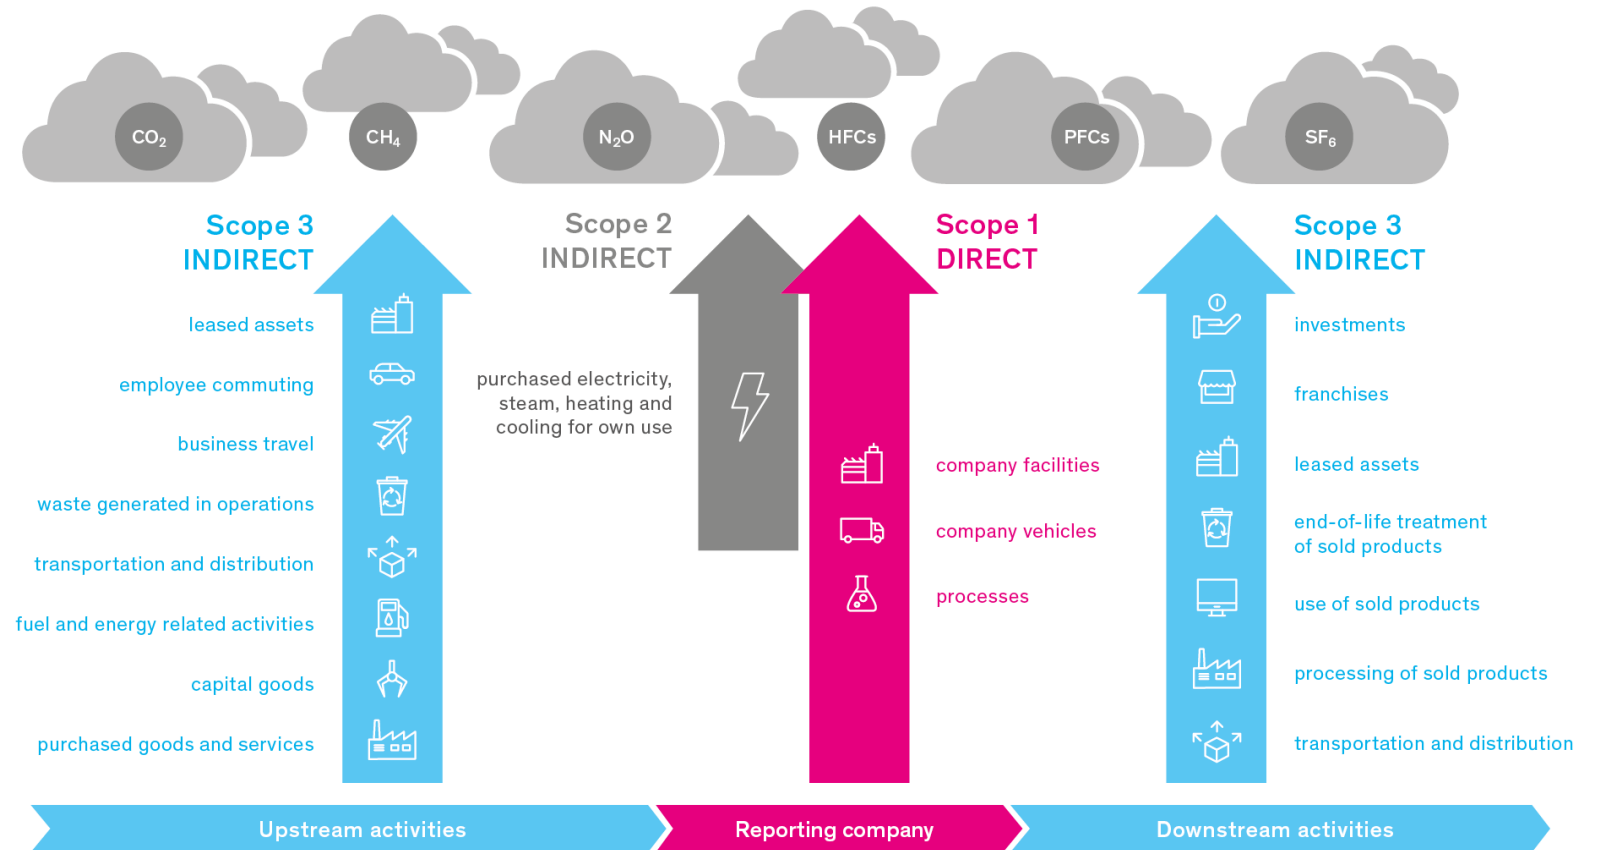 CO₂
CH₄
N₂O
HFCs
PFCs
SF₆
Scope 3
INDIRECT
leased assets
employee commuting
business travel
waste generated in operations
transportation and distribution
fuel and energy related activities
capital goods
purchased goods and services
Scope 2
INDIRECT
purchased electricity,
steam, heating and
cooling for own use
Scope 1
DIRECT
company facilities
company vehicles
processes
Scope 3
INDIRECT
investments
franchises
leased assets
end-of-life treatment
of sold products
use of sold products
processing of sold products
transportation and distribution
Upstream activities
Reporting company
Downstream activities